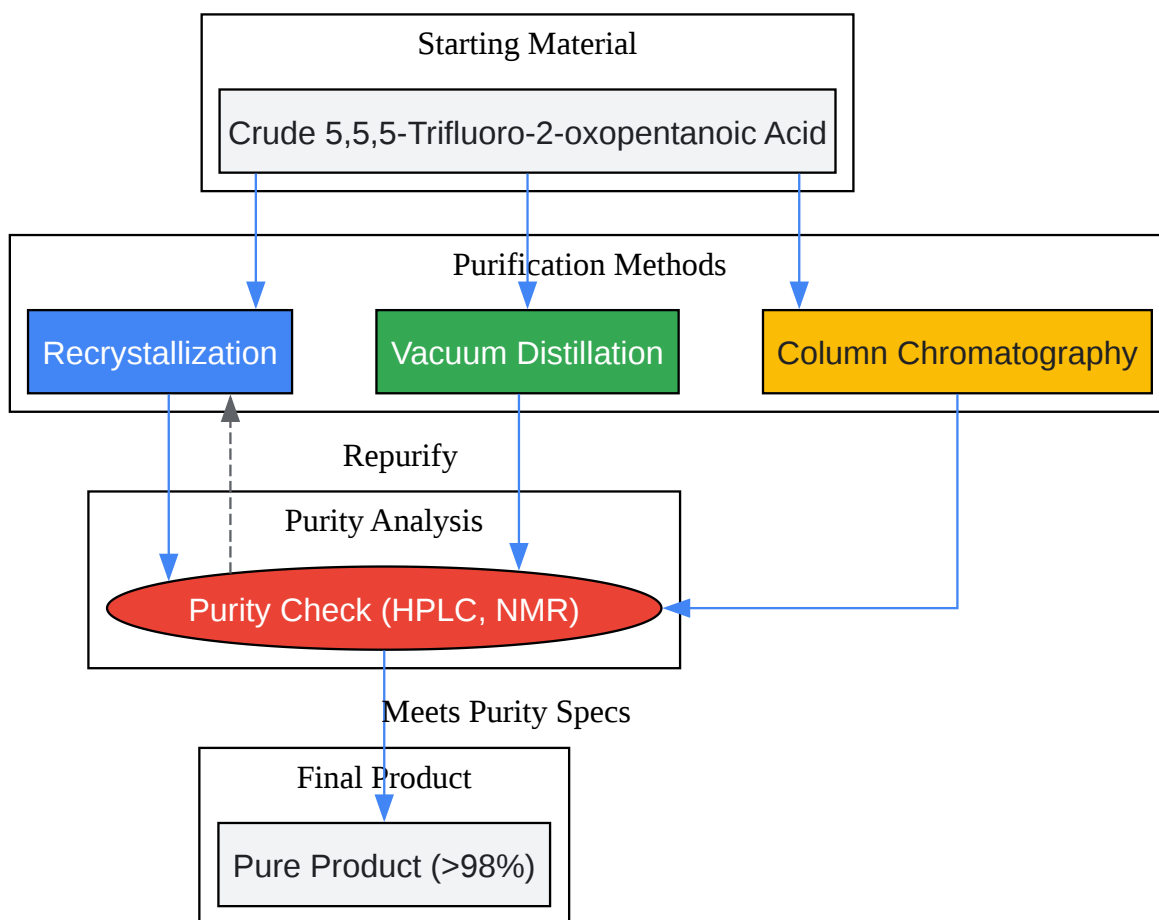 Starting Material
Crude 5,5,5-Trifluoro-2-oxopentanoic Acid
Purification Methods
Recrystallization
Vacuum Distillation
Column Chromatography
Repurify
Purity Analysis
Purity Check (HPLC, NMR)
Meets Purity Specs
Final Product
Pure Product (>98%)